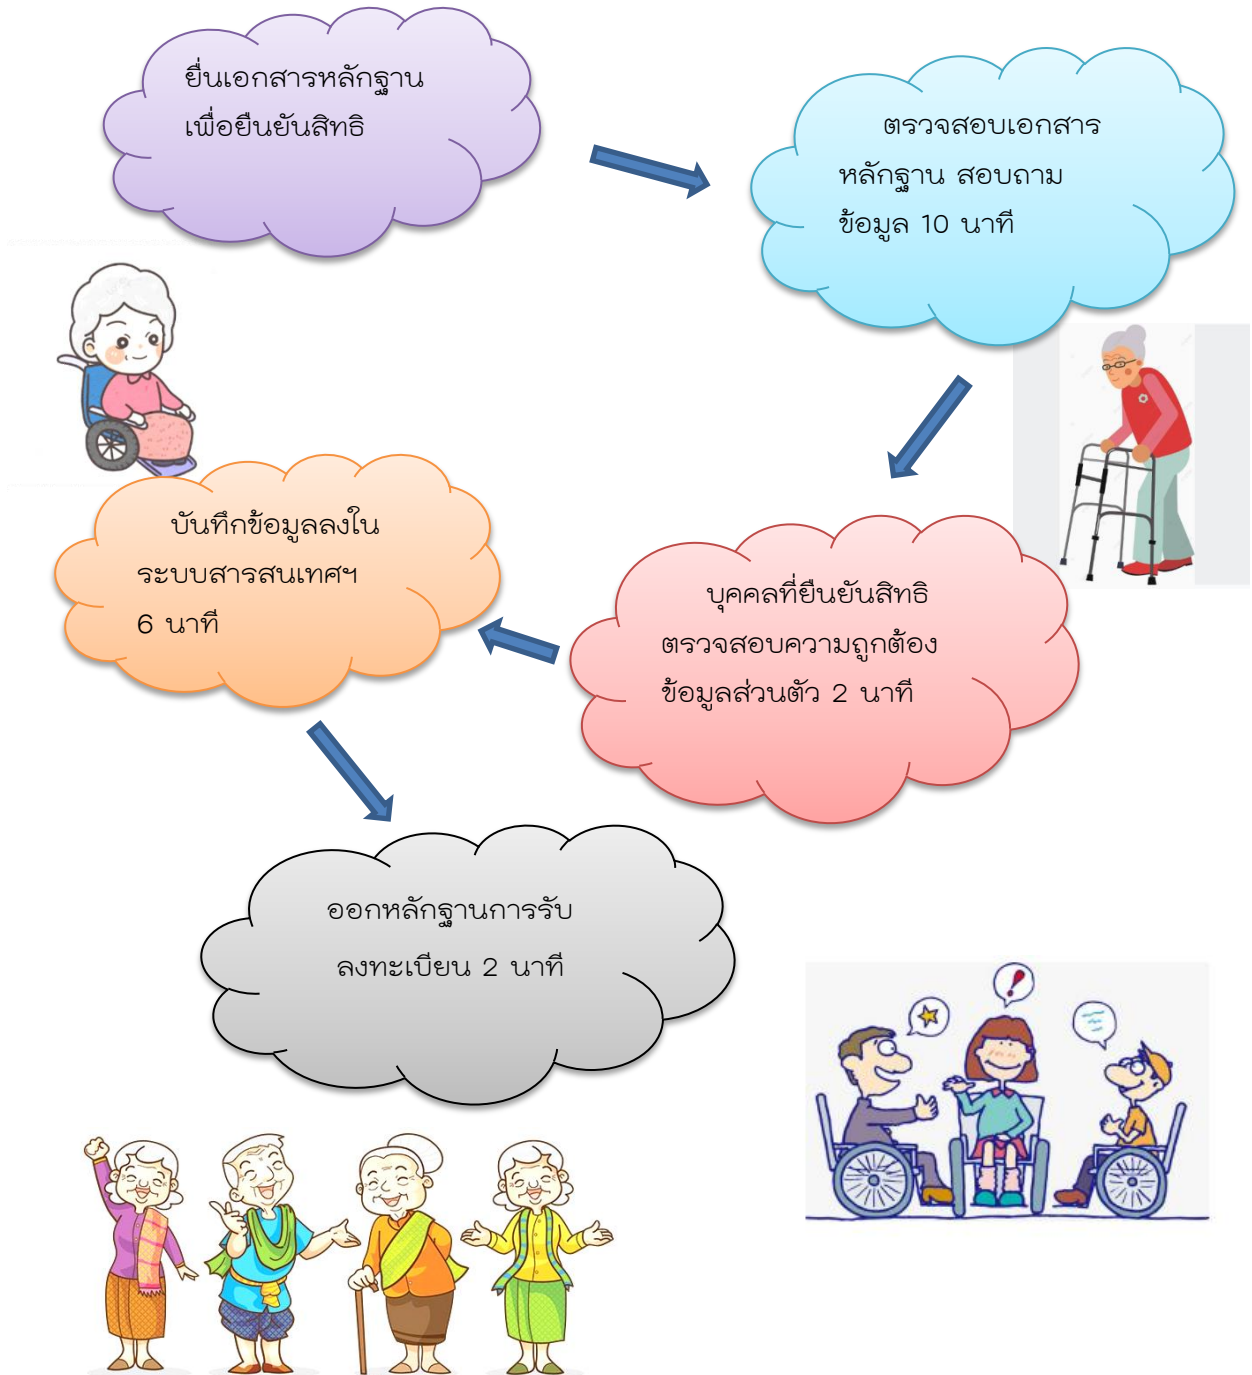 ยื่นเอกสารหลักฐาน
เพื่อยืนยันสิทธิ
ตรวจสอบเอกสาร
หลักฐาน สอบถาม
ข้อมูล 10 นาที
บุคคลที่ยืนยันสิทธิ
ตรวจสอบความถูกต้อง
ข้อมูลส่วนตัว 2 นาที
บันทึกข้อมูลลงใน
ระบบสารสนเทศฯ
6 นาที
ออกหลักฐานการรับ
ลงทะเบียน 2 นาที